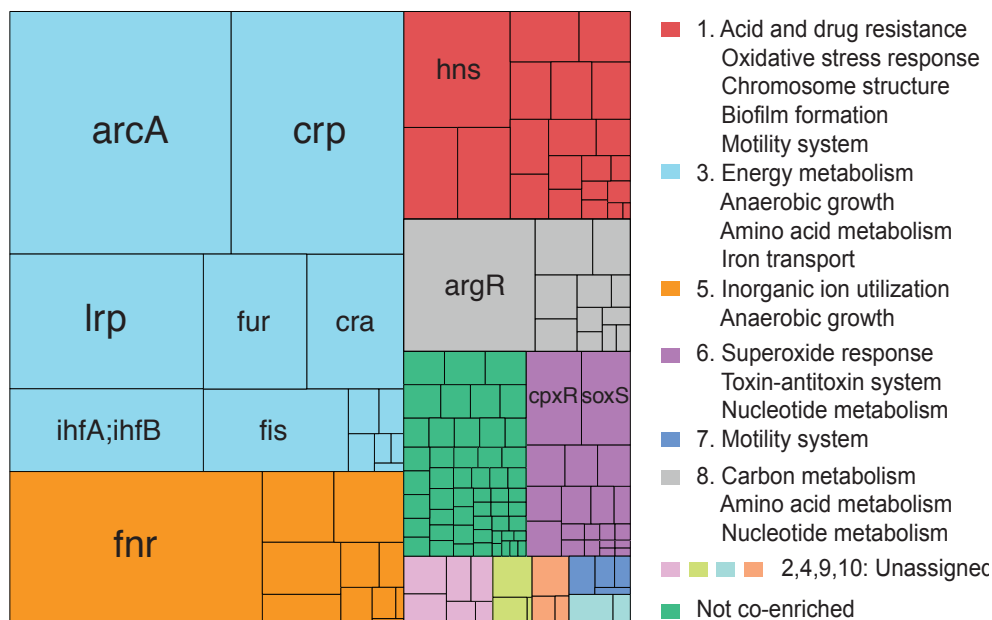 arcA
crp
lrp
fur
cra
ihfA;ihfB
fis
fnr
hns
argR
cpxR
soxS
1. Acid and drug resistance
Oxidative stress response
Chromosome structure
Biofilm formation
Motility system
3. Energy metabolism
Anaerobic growth
Amino acid metabolism
Iron transport
5. Inorganic ion utilization
Anaerobic growth
6. Superoxide response
Toxin-antitoxin system
Nucleotide metabolism
7. Motility system
8. Carbon metabolism
Amino acid metabolism
Nucleotide metabolism
2,4,9,10: Unassigned
Not co-enriched